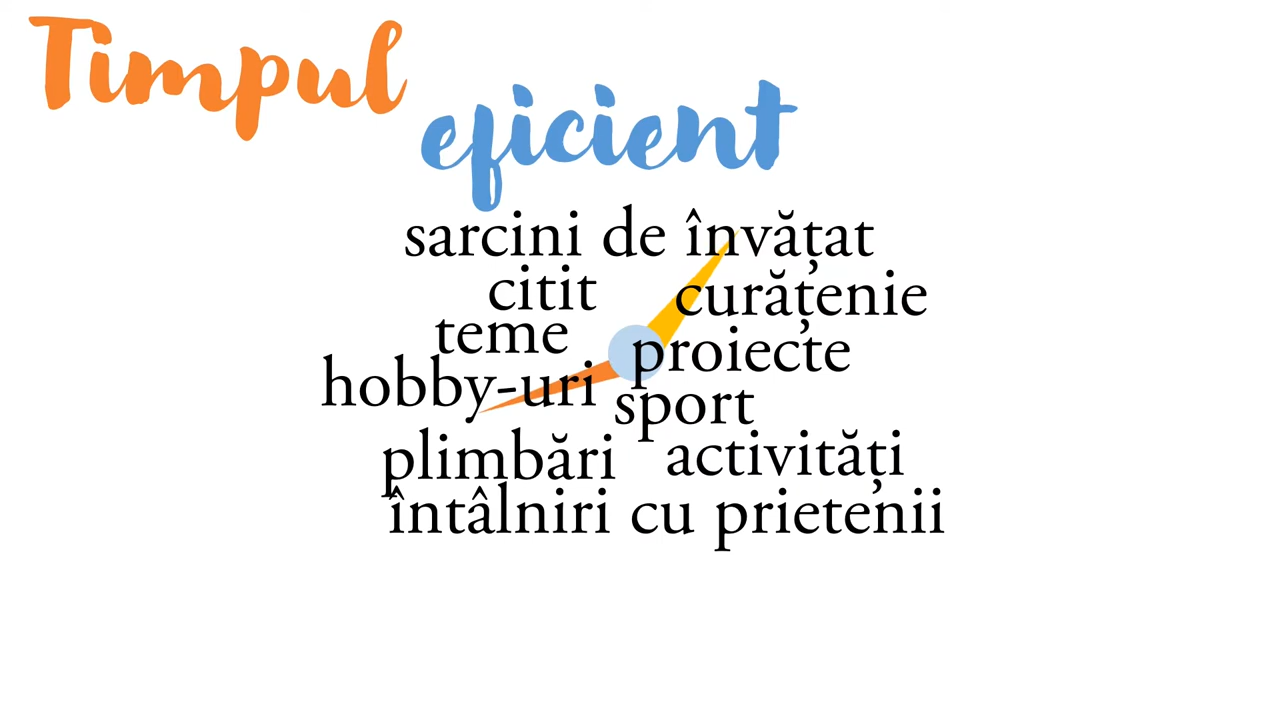 Timpul
eficient
sarcini de învățat
citit
curățenie
teme
proiecte
hobby-uri
sport
plimbări
activități
întâlniri cu prietenii